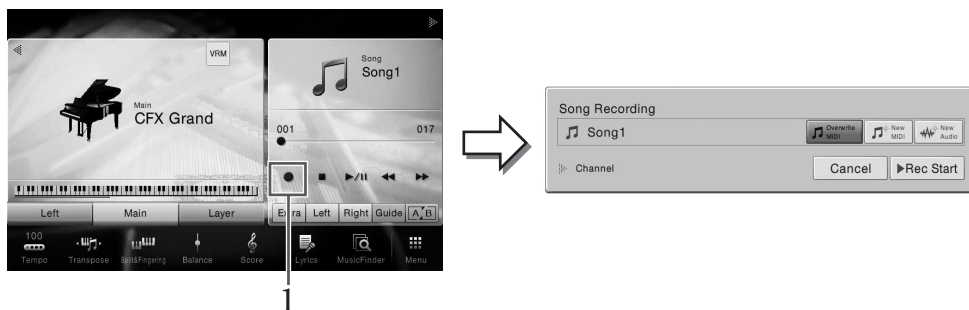 VRM
Main
CFX Grand
Song
Song1
001 017
Left Main Layer
Extra Left Right Guide A B
100
Tempo Transpose Split&Fingering Balance Score Lyrics MusicFinder Menu
1
Song Recording
Song1
Overwrite MIDI
New MIDI
New Audio
Channel
Cancel
Rec Start